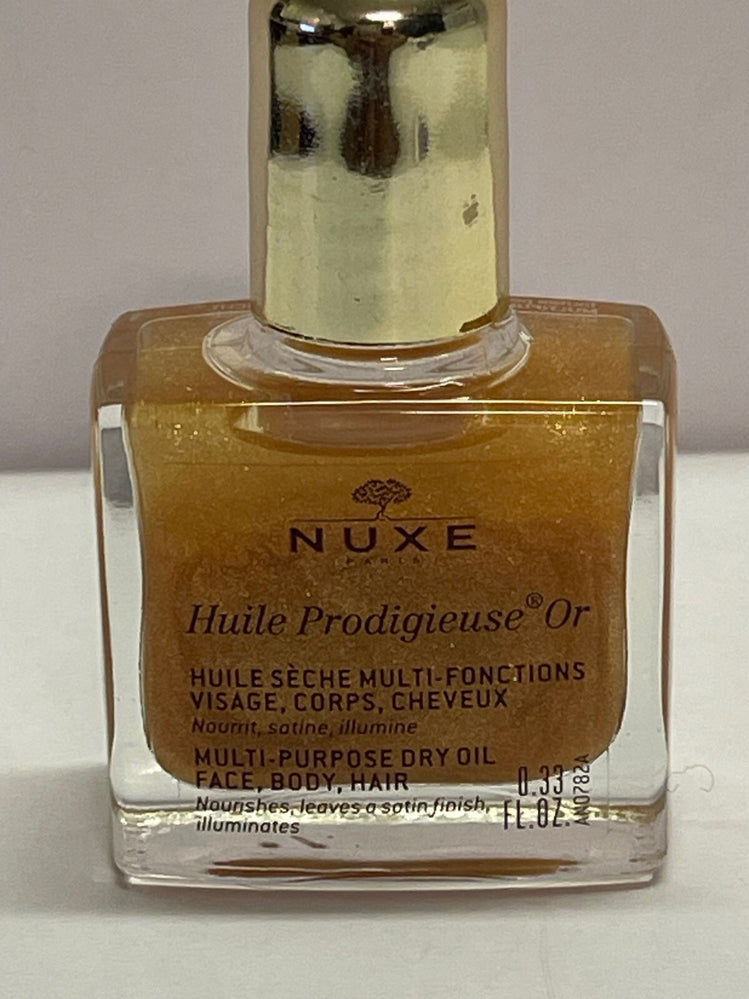 NUXE
PARIS
Huile Prodigieuse® Or
HUILE SÈCHE MULTI-FONCTIONS
VISAGE, CORPS, CHEVEUX
Nourrit, satine, illumine
MULTI-PURPOSE DRY OIL
FACE, BODY, HAIR
Nourishes, leaves a satin finish,
illuminates
0.33
FL.OZ.
AN0782A